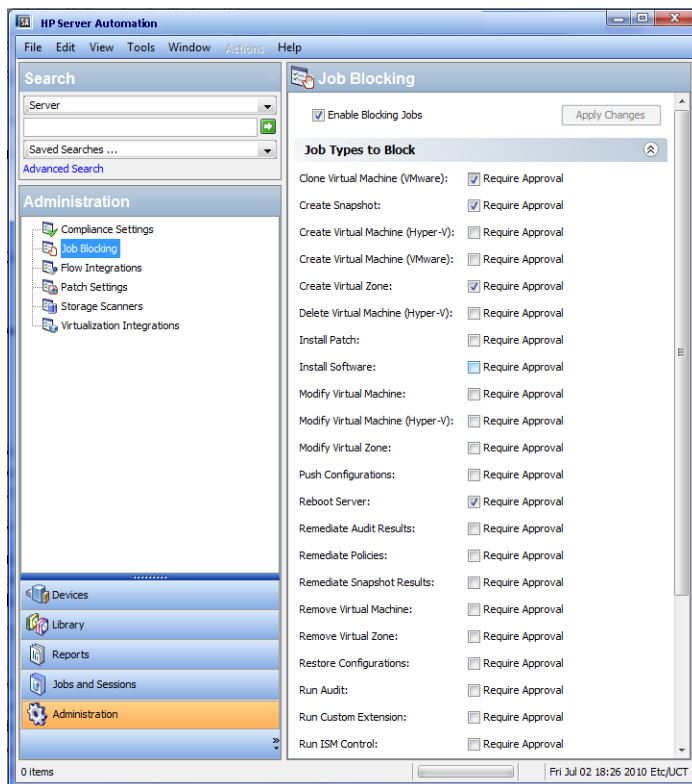 HP Server Automation
File Edit View Tools Window Actions Help
Search
Server
Saved Searches ...
Advanced Search
Administration
Compliance Settings
Job Blocking
Flow Integrations
Patch Settings
Storage Scanners
Virtualization Integrations
Devices
Library
Reports
Jobs and Sessions
Administration
Job Blocking
Enable Blocking Jobs
Apply Changes
Job Types to Block
Clone Virtual Machine (VMware): Require Approval
Create Snapshot: Require Approval
Create Virtual Machine (Hyper-V): Require Approval
Create Virtual Machine (VMware): Require Approval
Create Virtual Zone: Require Approval
Delete Virtual Machine (Hyper-V): Require Approval
Install Patch: Require Approval
Install Software: Require Approval
Modify Virtual Machine: Require Approval
Modify Virtual Machine (Hyper-V): Require Approval
Modify Virtual Zone: Require Approval
Push Configurations: Require Approval
Reboot Server: Require Approval
Remediate Audit Results: Require Approval
Remediate Policies: Require Approval
Remediate Snapshot Results: Require Approval
Remove Virtual Machine: Require Approval
Remove Virtual Zone: Require Approval
Restore Configurations: Require Approval
Run Audit: Require Approval
Run Custom Extension: Require Approval
Run ISM Control: Require Approval
0 items
Fri Jul 02 18:26 2010 Etc/UCT